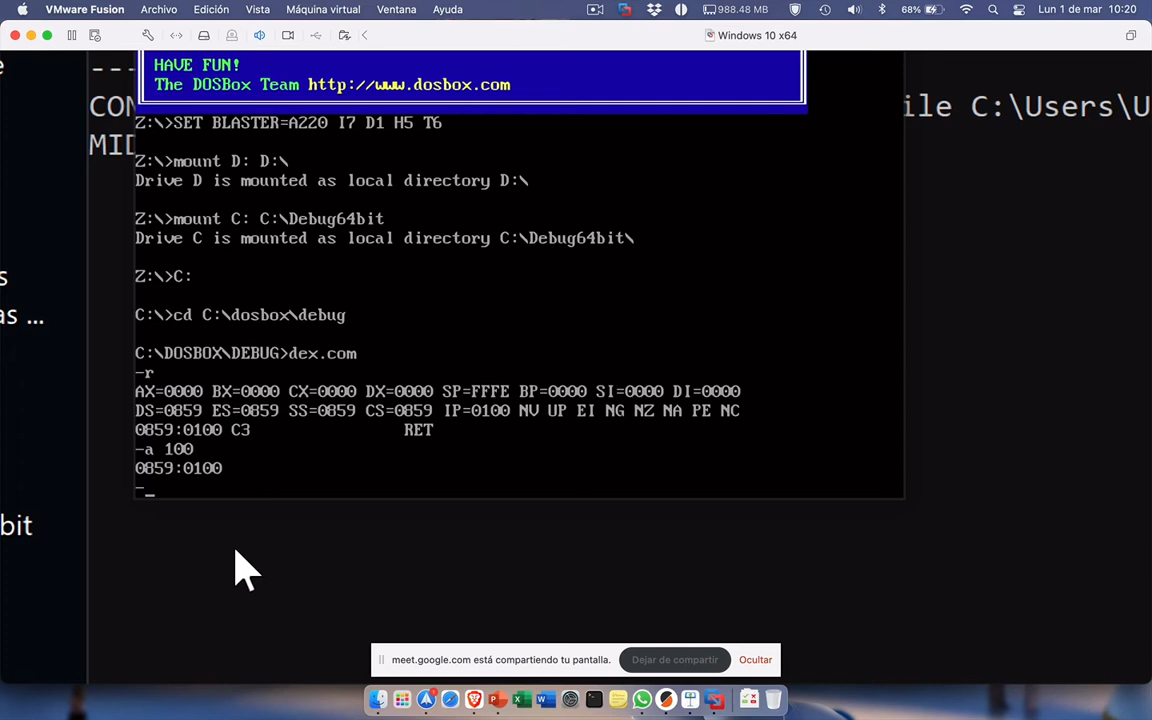 VMware Fusion Archivo Edición Vista Máquina virtual Ventana Ayuda 988.48 MB 68% Lun 1 de mar 10:20
Windows 10 x64
HAVE FUN!
The DOSBox Team http://www.dosbox.com
e
---
CON
ile C:\Users\U
MID
Z:\>SET BLASTER=A220 I7 D1 H5 T6
Z:\>mount D: D:\
Drive D is mounted as local directory D:\
Z:\>mount C: C:\Debug64bit
Drive C is mounted as local directory C:\Debug64bit\
Z:\>C:
s
C:\>cd C:\dosbox\debug
as ...
C:\DOSBOX\DEBUG>dex.com
-r
AX=0000 BX=0000 CX=0000 DX=0000 SP=FFFE BP=0000 SI=0000 DI=0000
DS=0859 ES=0859 SS=0859 CS=0859 IP=0100 NV UP EI NG NZ NA PE NC
0859:0100 C3 RET
-a 100
0859:0100
-_
bit
meet.google.com está compartiendo tu pantalla. Dejar de compartir Ocultar